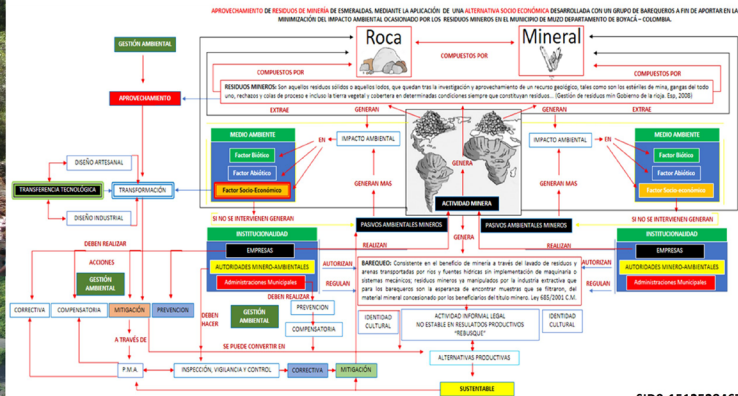 APROVECHAMIENTO DE RESIDUOS DE MINERÍA DE ESMERALDAS, MEDIANTE LA APLICACIÓN DE UNA ALTERNATIVA SOCIO ECONÓMICA DESARROLLADA CON UN GRUPO DE BAREQUEROS A FIN DE APORTAR EN LA
MINIMIZACIÓN DEL IMPACTO AMBIENTAL OCASIONADO POR LOS RESIDUOS MINEROS EN EL MUNICIPIO DE MUZO DEPARTAMENTO DE BOYACÁ – COLOMBIA.
Roca
Mineral
GESTIÓN AMBIENTAL
COMPUESTOS POR
COMPUESTOS POR
COMPUESTOS POR
COMPUESTOS POR
RESIDUOS MINEROS: Son aquellos residuos sólidos o aquellos lodos, que quedan tras la investigación y aprovechamiento de un recurso geológico, tales como son los estériles de mina, gangas del todo
uno, rechazos y colas de proceso e incluso la tierra vegetal y cobertera en determinadas condiciones siempre que constituyan residuos... (Gestión de residuos min Gobierno de la rioja. Esp, 2008)
APROVECHAMIENTO
EXTRAE
GENERAN
GENERAN
EXTRAE
MEDIO AMBIENTE
Factor Biótico
Factor Abiótico
Factor Socio-Económico
EN
IMPACTO AMBIENTAL
GENERA
IMPACTO AMBIENTAL
EN
MEDIO AMBIENTE
Factor Biótico
Factor Abiótico
Factor Socio-económico
DISEÑO ARTESANAL
TRANSFERENCIA TECNOLÓGICA
TRANSFORMACIÓN
DISEÑO INDUSTRIAL
GENERAN MAS
GENERAN MAS
ACTIVIDAD MINERA
SI NO SE INTERVIENEN GENERAN
PASIVOS AMBIENTALES MINEROS
PASIVOS AMBIENTALES MINEROS
SI NO SE INTERVIENEN GENERAN
INSTITUCIONALIDAD
EMPRESAS
AUTORIDADES MINERO-AMBIENTALES
Administraciones Municipales
REALIZAN
GENERA
REALIZAN
INSTITUCIONALIDAD
EMPRESAS
AUTORIDADES MINERO-AMBIENTALES
Administraciones Municipales
DEBEN REALIZAR
ACCIONES
GESTIÓN
AMBIENTAL
AUTORIZAN
REGULAN
BAREQUEO: Consistente en el beneficio de minería a través del lavado de residuos y
arenas transportadas por ríos y fuentes hídricas sin implementación de maquinaria o
sistemas mecánicos; residuos mineros ya manipulados por la industria extractiva que
para los barequeros son la esperanza de encontrar muestras que se filtraron, del
material mineral concesionado por los beneficiarios del titulo minero. Ley 685/2001 C.M.
AUTORIZAN
REGULAN
CORRECTIVA
COMPENSATORIA
MITIGACIÓN
PREVENCION
DEBEN
HACER
GESTIÓN
AMBIENTAL
DEBEN REALIZAR
PREVENCION
COMPENSATORIA
IDENTIDAD
CULTURAL
ACTIVIDAD INFORMAL LEGAL
NO ESTABLE EN RESULATDOS PRODUCTIVOS
"REBUSQUE"
IDENTIDAD
CULTURAL
A TRAVÉS DE
SE PUEDE CONVERTIR EN
ALTERNATIVAS PRODUCTIVAS
P.M.A.
INSPECCIÓN, VIGILANCIA Y CONTROL
CORRECTIVA
MITIGACIÓN
SUSTENTABLE